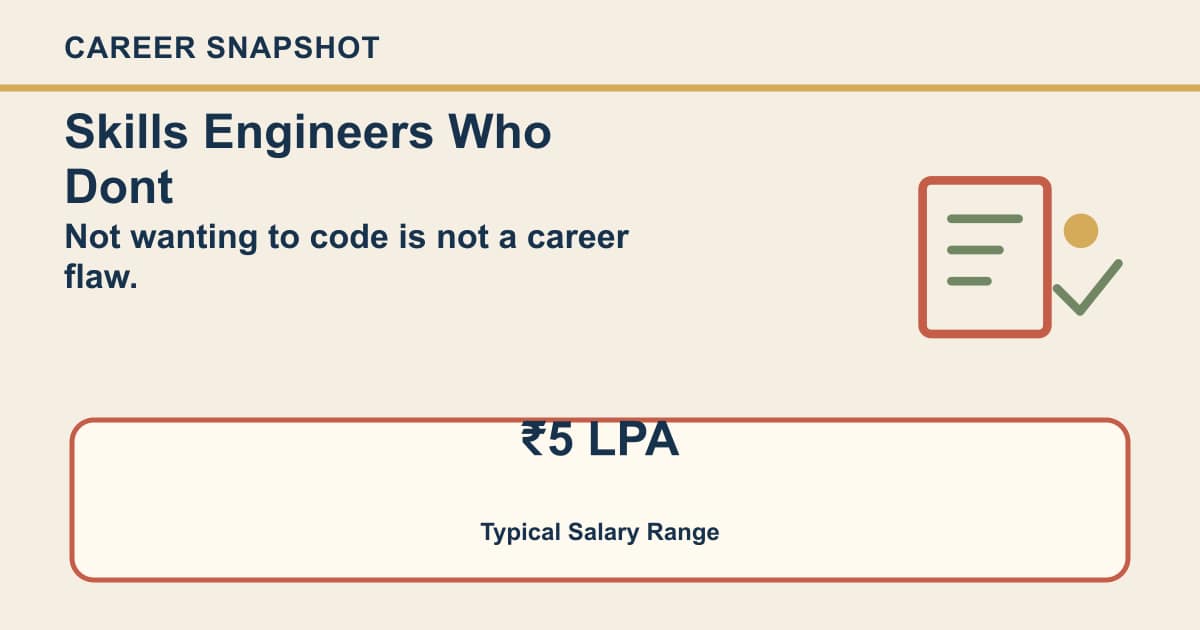 CAREER SNAPSHOT
Skills Engineers Who
Dont
Not wanting to code is not a career
flaw.
₹5 LPA
Typical Salary Range